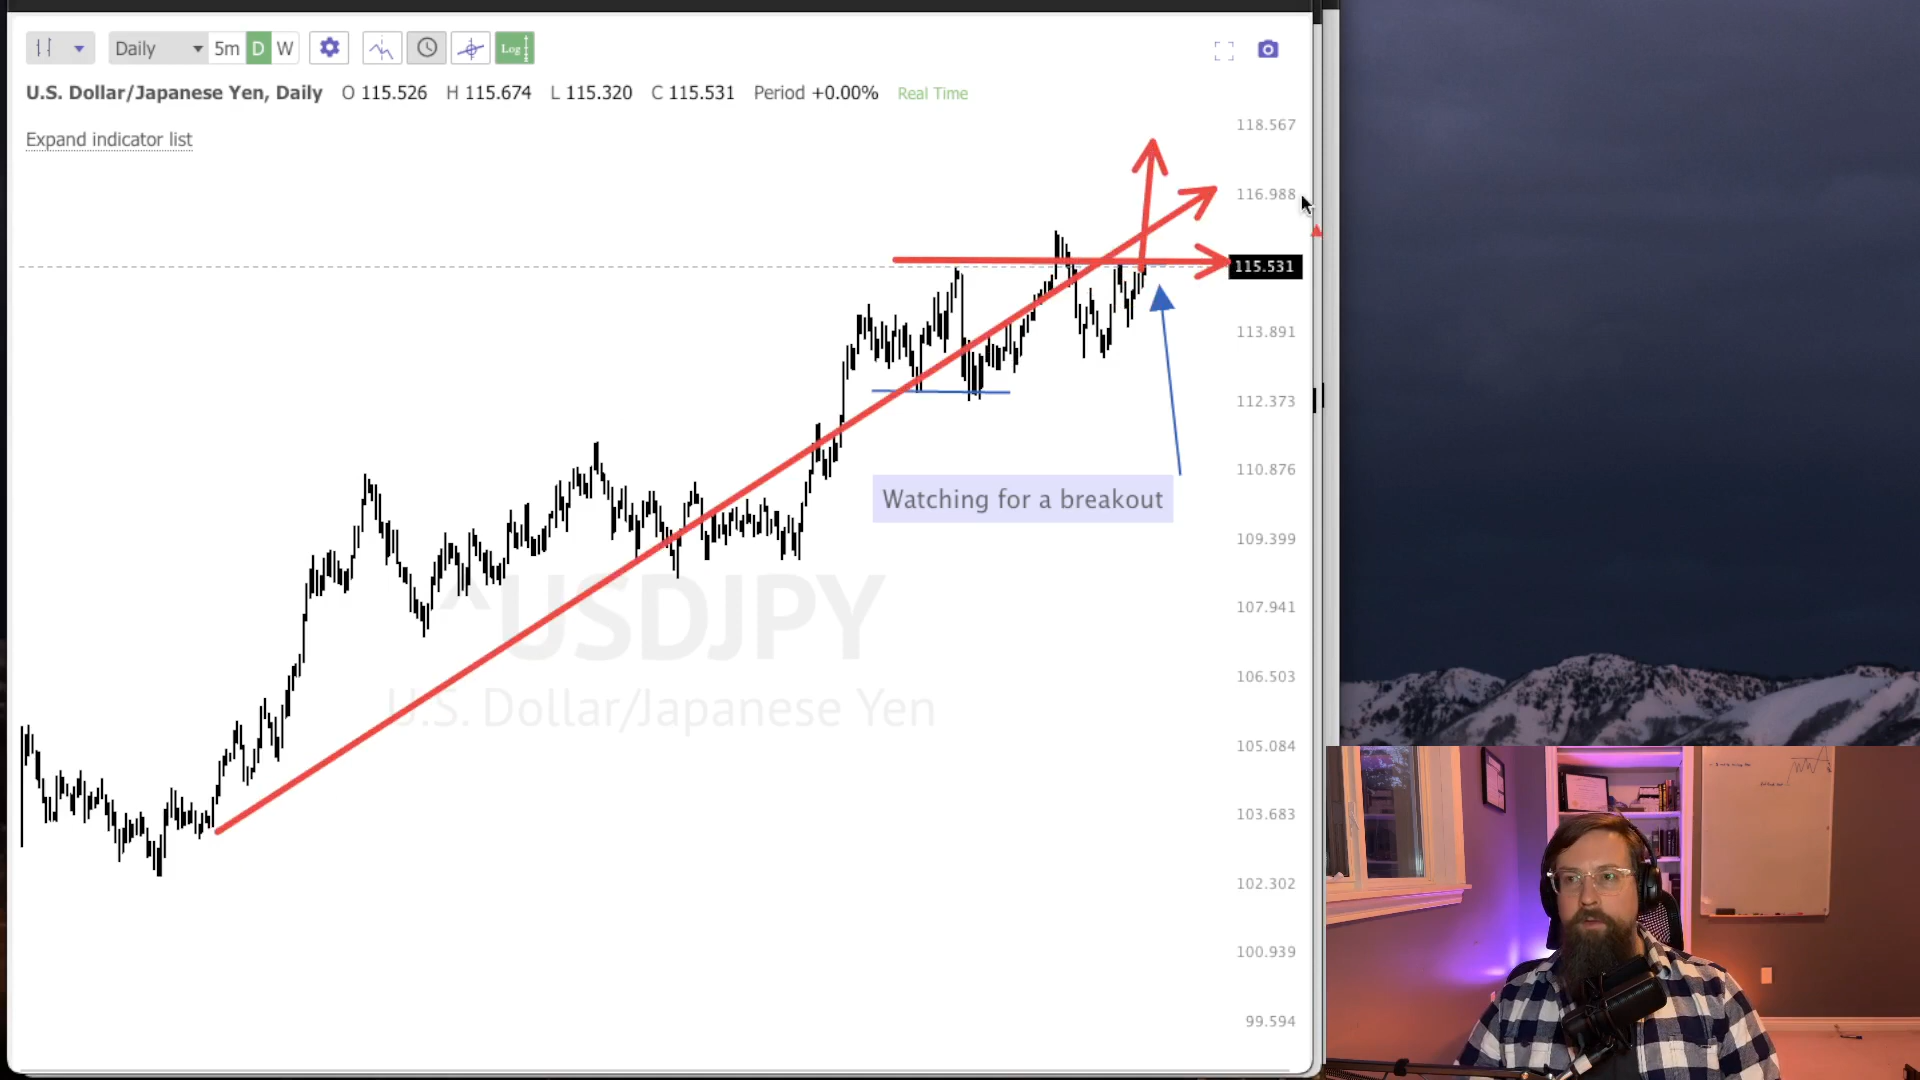 Daily 5m D W Log
U.S. Dollar/Japanese Yen, Daily O 115.526 H 115.674 L 115.320 C 115.531 Period +0.00% Real Time
Expand indicator list
118.567
116.988
115.531
113.891
112.373
110.876
Watching for a breakout
109.399
^USDJPY
107.941
106.503
U.S. Dollar/Japanese Yen
105.084
103.683
102.302
100.939
99.594